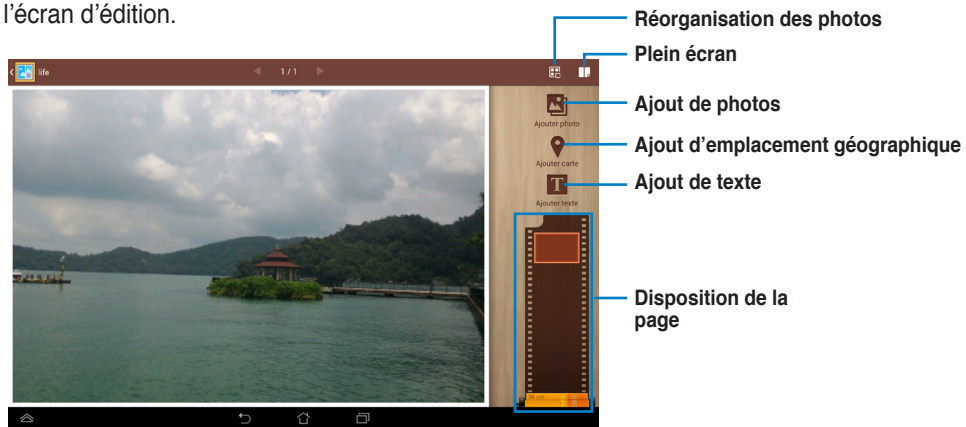 l’écran d’édition.
Réorganisation des photos
Plein écran
life
1 / 1
Ajout de photos
Ajouter photo
Ajout d’emplacement géographique
Ajouter carte
Ajout de texte
Ajouter texte
Disposition de la
page